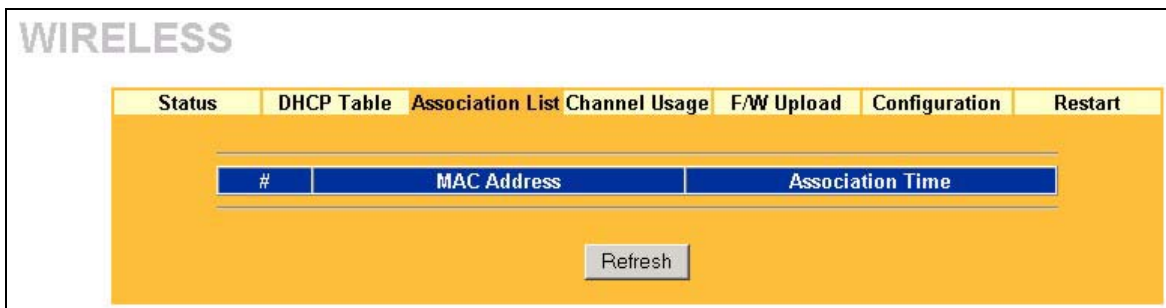 WIRELESS
Status DHCP Table Association List Channel Usage F/W Upload Configuration Restart
# MAC Address Association Time
Refresh